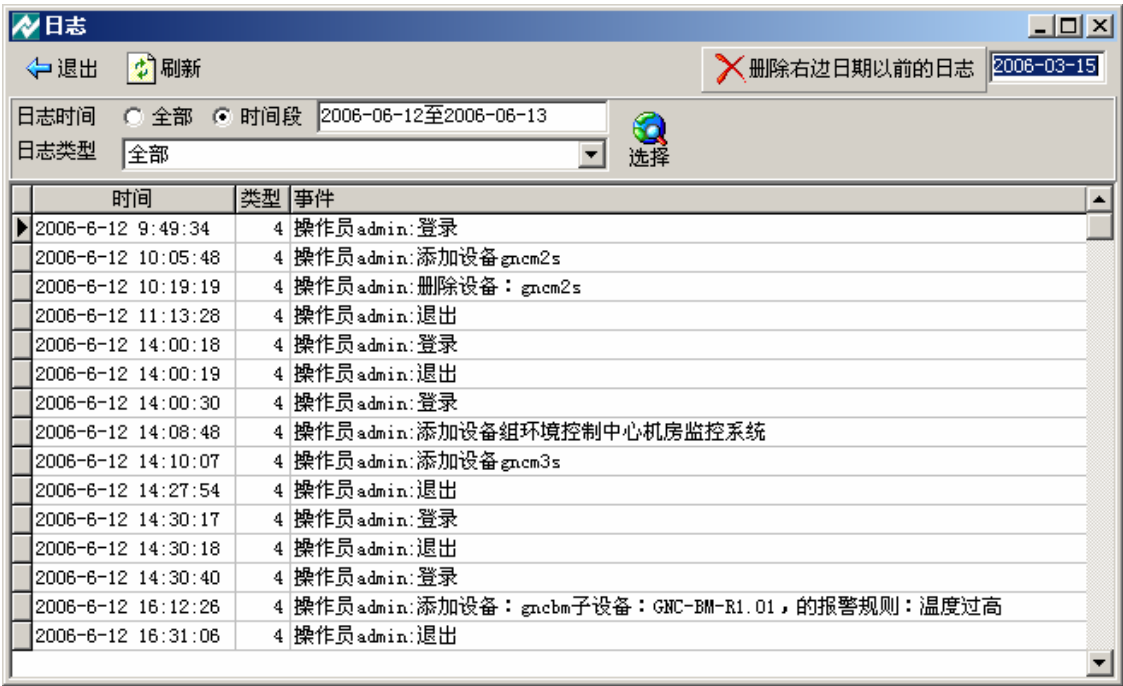 日志
退出 刷新 删除右边日期以前的日志 2006-03-15
日志时间 全部 时间段 2006-06-12至2006-06-13
日志类型 全部 选择
时间 类型 事件
2006-6-12 9:49:34 4 操作员admin:登录
2006-6-12 10:05:48 4 操作员admin:添加设备gncm2s
2006-6-12 10:19:19 4 操作员admin:删除设备：gncm2s
2006-6-12 11:13:28 4 操作员admin:退出
2006-6-12 14:00:18 4 操作员admin:登录
2006-6-12 14:00:19 4 操作员admin:退出
2006-6-12 14:00:30 4 操作员admin:登录
2006-6-12 14:08:48 4 操作员admin:添加设备组环境控制中心机房监控系统
2006-6-12 14:10:07 4 操作员admin:添加设备gncm3s
2006-6-12 14:27:54 4 操作员admin:退出
2006-6-12 14:30:17 4 操作员admin:登录
2006-6-12 14:30:18 4 操作员admin:退出
2006-6-12 14:30:40 4 操作员admin:登录
2006-6-12 16:12:26 4 操作员admin:添加设备：gncbm子设备：GNC-BM-R1.01，的报警规则：温度过高
2006-6-12 16:31:06 4 操作员admin:退出